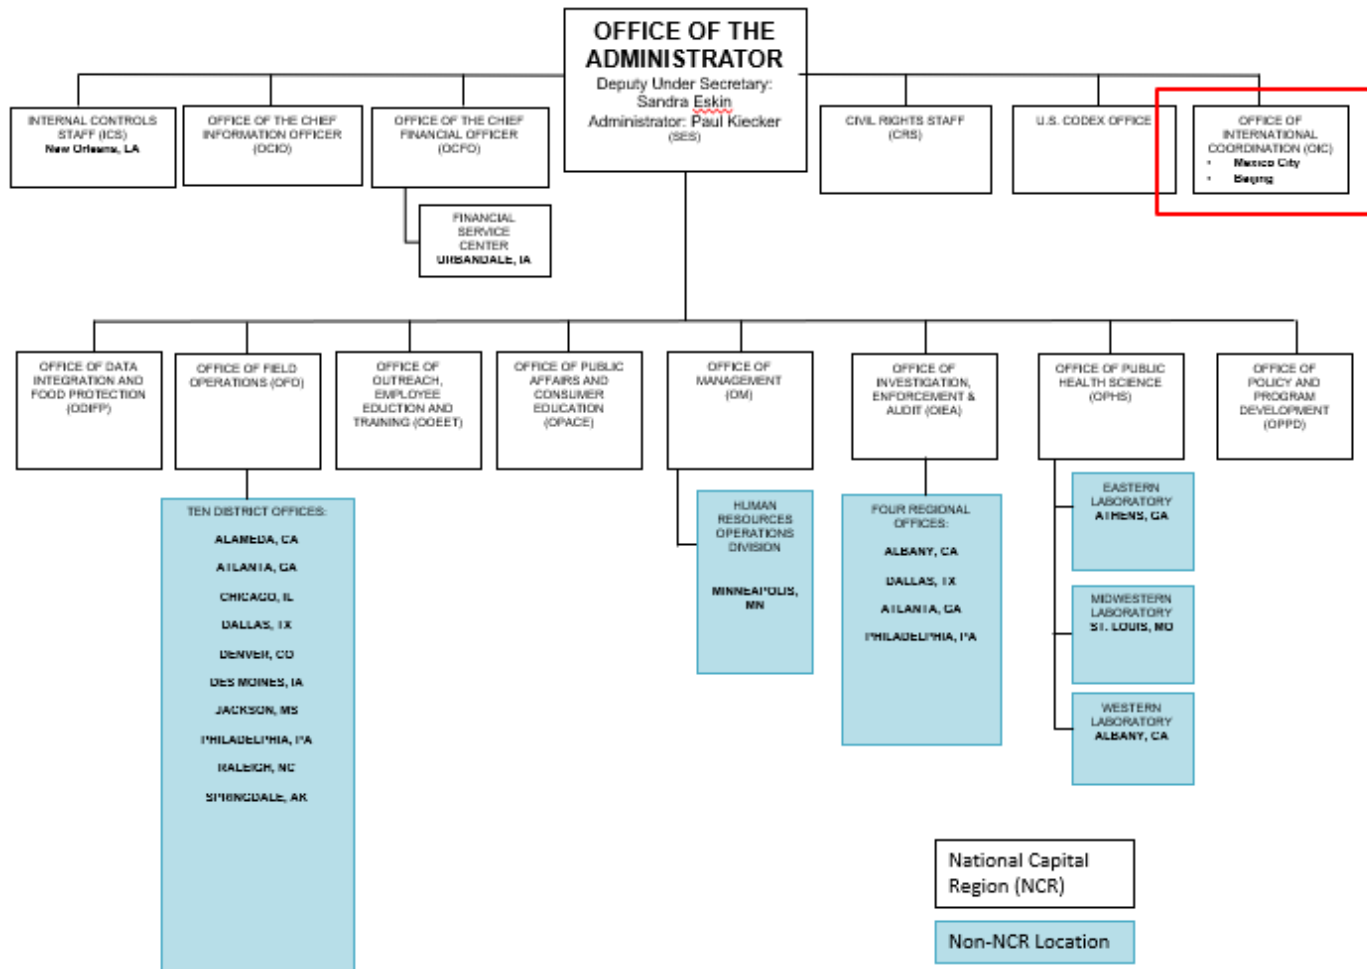 OFFICE OF THE
ADMINISTRATOR
Deputy Under Secretary:
Sandra Eskin
Administrator: Paul Kiecker
(SES)
INTERNAL CONTROLS
STAFF (ICS)
New Orleans, LA
OFFICE OF THE CHIEF
INFORMATION OFFICER
(OCIO)
OFFICE OF THE CHIEF
FINANCIAL OFFICER
(OCFO)
CIVIL RIGHTS STAFF
(CRS)
U.S. CODEX OFFICE
OFFICE OF
INTERNATIONAL
COORDINATION (OIC)
• Mexico City
• Beijing
FINANCIAL
SERVICE
CENTER
URBANDALE, IA
OFFICE OF DATA
INTEGRATION AND
FOOD PROTECTION
(ODIFP)
OFFICE OF FIELD
OPERATIONS (OFO)
OFFICE OF
OUTREACH,
EMPLOYEE
EDUCTION AND
TRAINING (OOEET)
OFFICE OF PUBLIC
AFFAIRS AND
CONSUMER
EDUCATION
(OPACE)
OFFICE OF
MANAGEMENT
(OM)
OFFICE OF
INVESTIGATION,
ENFORCEMENT &
AUDIT (OIEA)
OFFICE OF PUBLIC
HEALTH SCIENCE
(OPHS)
OFFICE OF
POLICY AND
PROGRAM
DEVELOPMENT
(OPPD)
TEN DISTRICT OFFICES:
ALAMEDA, CA
ATLANTA, GA
CHICAGO, IL
DALLAS, TX
DENVER, CO
DES MOINES, IA
JACKSON, MS
PHILADELPHIA, PA
RALEIGH, NC
SPRINGDALE, AR
HUMAN
RESOURCES
OPERATIONS
DIVISION
MINNEAPOLIS,
MN
FOUR REGIONAL
OFFICES:
ALBANY, CA
DALLAS, TX
ATLANTA, GA
PHILADELPHIA, PA
EASTERN
LABORATORY
ATHENS, GA
MIDWESTERN
LABORATORY
ST. LOUIS, MO
WESTERN
LABORATORY
ALBANY, CA
National Capital
Region (NCR)
Non-NCR Location